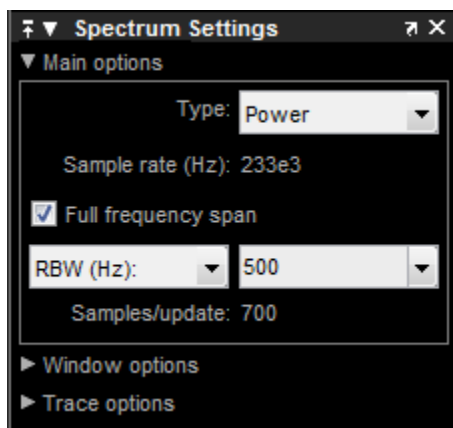 Spectrum Settings
Main options
Type: Power
Sample rate (Hz): 233e3
Full frequency span
RBW (Hz): 500
Samples/update: 700
Window options
Trace options